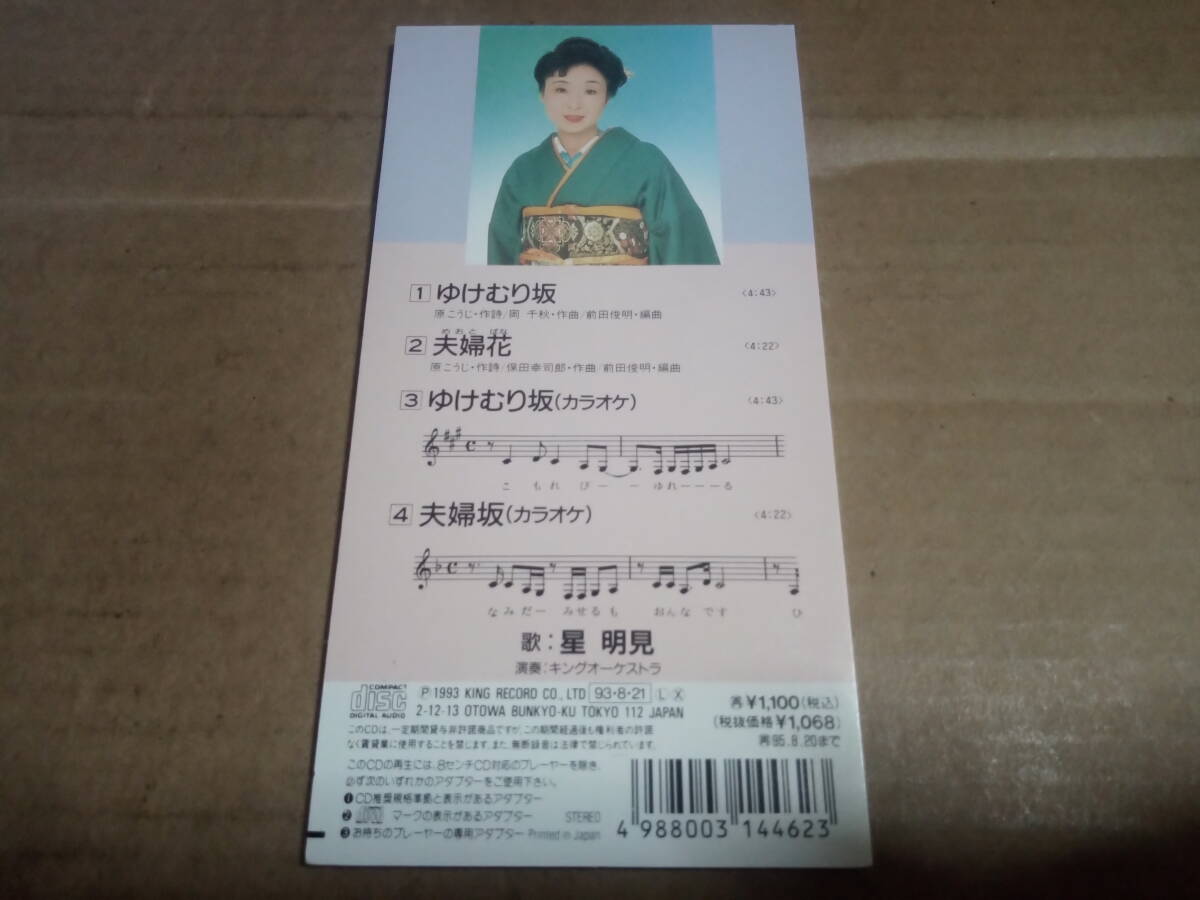 1 ゆけむり坂 <4:43>
原こうじ・作詩/岡 千秋・作曲/前田俊明・編曲
めおと ばな
2 夫婦花 <4:22>
原こうじ・作詩/保田幸司郎・作曲/前田俊明・編曲
3 ゆけむり坂(カラオケ) <4:43>
こ もれ びー ー ゆれーーーる
4 夫婦坂(カラオケ) <4:22>
なみだー みせるも おんな です ひ
歌:星 明見
演奏:キングオーケストラ
COMPACT disc DIGITAL AUDIO
Ⓟ1993 KING RECORD CO., LTD 93・8・21 L X
2-12-13 OTOWA BUNKYO-KU TOKYO 112 JAPAN
再¥1,100(税込)
(税抜価格¥1,068)
再95.8.20まで
このCDは、一定期間貸与非許諾商品ですが、この期間経過後も権利者の許諾
なく賃貸業に使用することを禁じます。また、無断録音は法律で禁じられています。
このCDの再生には、8センチCD対応のプレーヤーを除き、
必ず次のいずれかのアダプターをご使用下さい。
❶CD推奨規格準拠と表示があるアダプター
❷ マークの表示があるアダプター STEREO
❸お持ちのプレーヤーの専用アダプター Printed in Japan
4 988003 144623